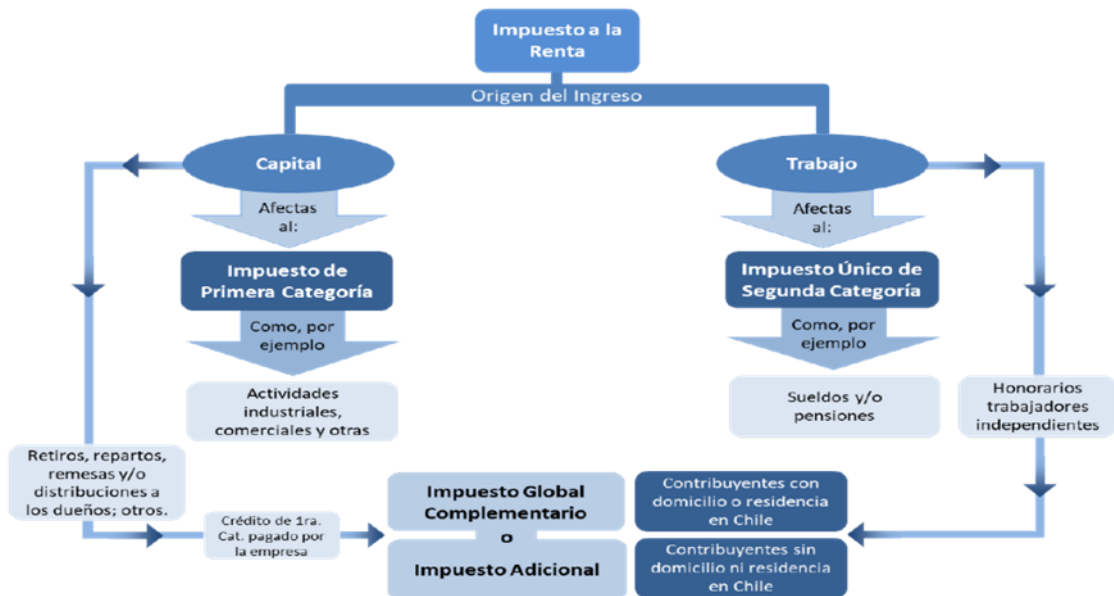 Impuesto a la
Renta
Origen del Ingreso
Capital
Trabajo
Afectas
al:
Afectas
al:
Impuesto de
Primera Categoría
Impuesto Único de
Segunda Categoría
Como, por
ejemplo
Como, por
ejemplo
Actividades
industriales,
comerciales y otras
Sueldos y/o
pensiones
Honorarios
trabajadores
independientes
Retiros, repartos,
remesas y/o
distribuciones a
los dueños; otros.
Crédito de 1ra.
Cat. pagado por
la empresa
Impuesto Global
Complementario
o
Impuesto Adicional
Contribuyentes con
domicilio o residencia
en Chile
Contribuyentes sin
domicilio ni residencia
en Chile